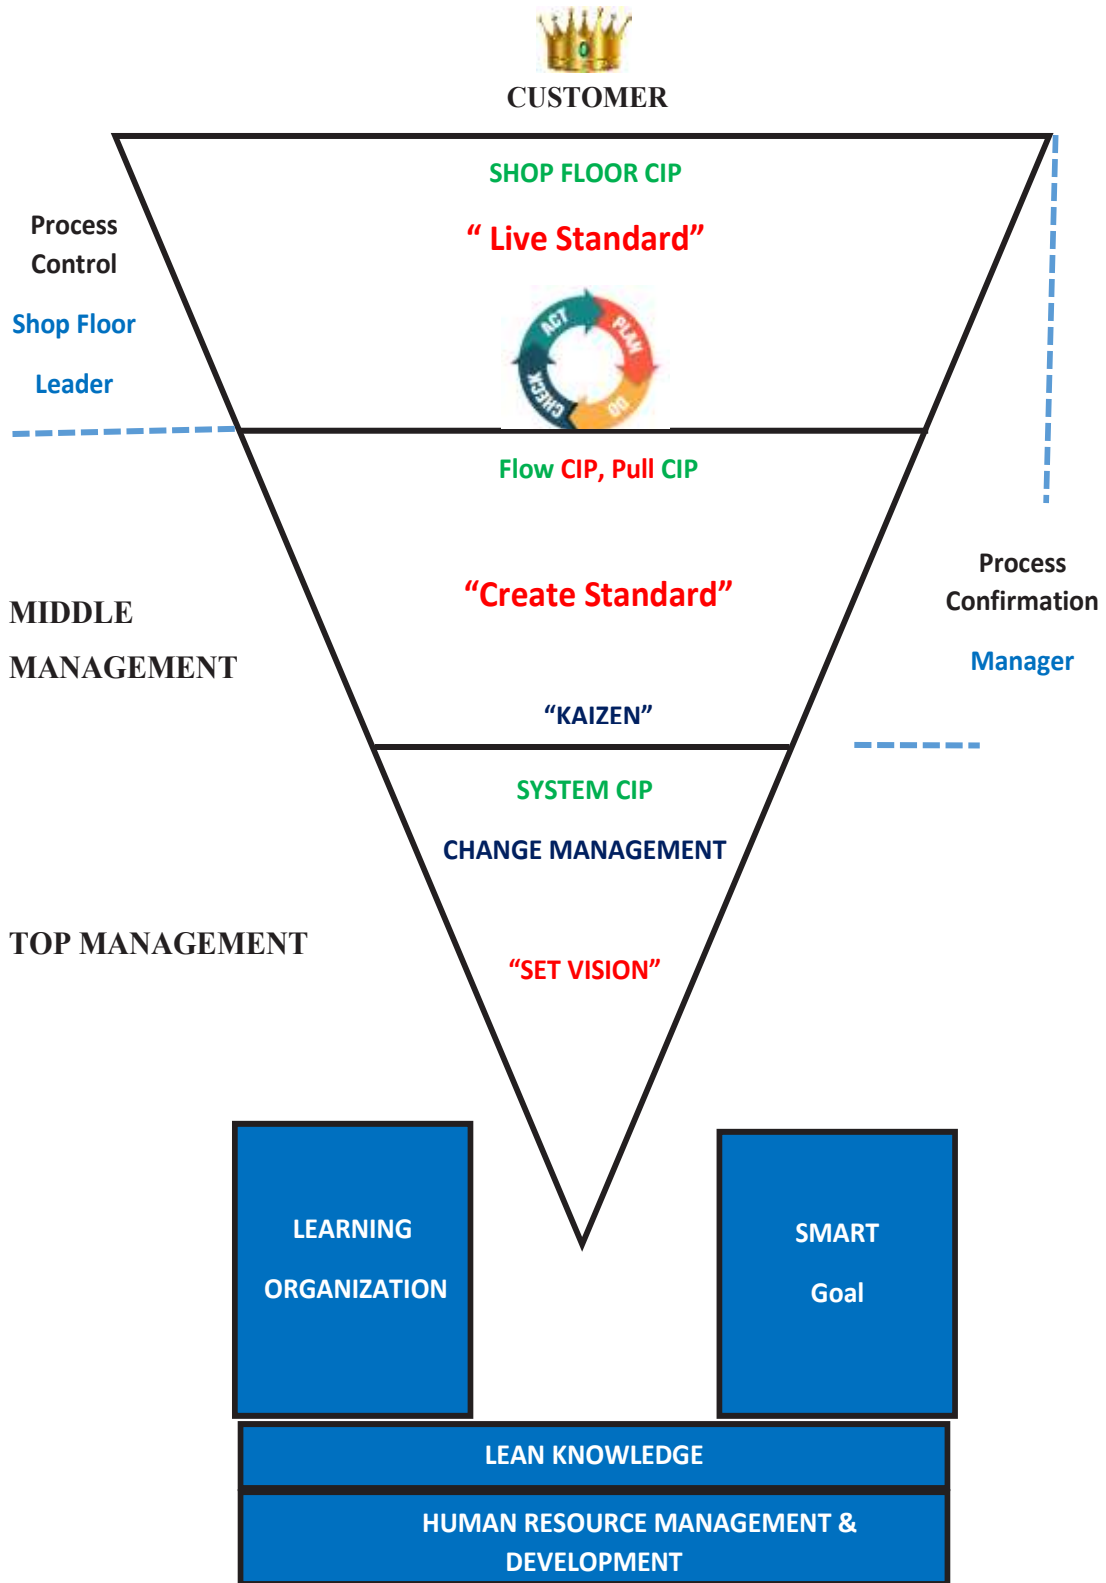 CUSTOMER
SHOP FLOOR CIP
“ Live Standard”
Process
Control
Shop Floor
Leader
ACT
PLAN
DO
CHECK
Flow CIP, Pull CIP
“Create Standard”
MIDDLE
MANAGEMENT
Process
Confirmation
Manager
“KAIZEN”
SYSTEM CIP
CHANGE MANAGEMENT
TOP MANAGEMENT
“SET VISION”
LEARNING
ORGANIZATION
SMART
Goal
LEAN KNOWLEDGE
HUMAN RESOURCE MANAGEMENT &
DEVELOPMENT